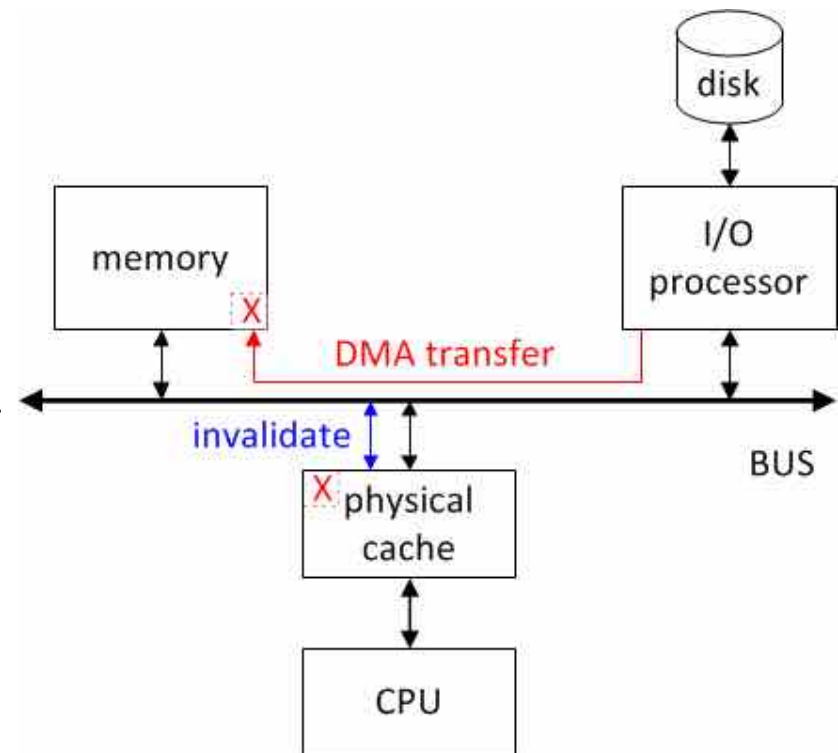 disk
memory
I/O
processor
X
DMA transfer
invalidate
BUS
X
physical
cache
CPU